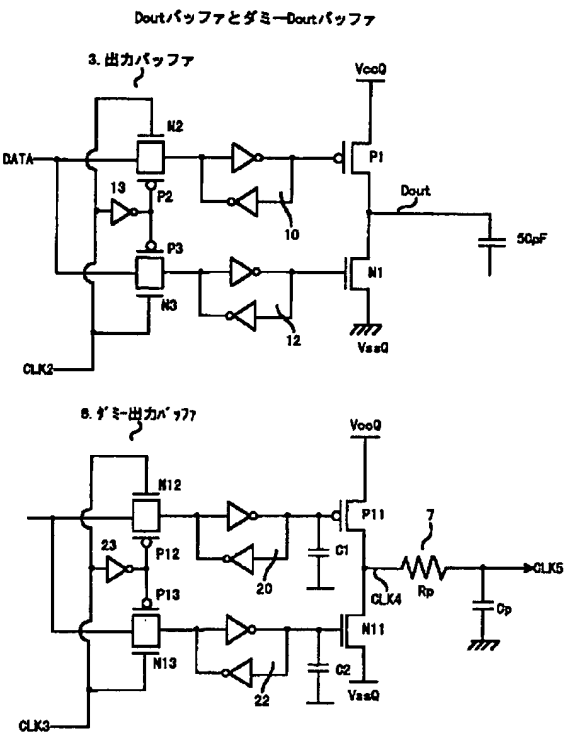 DoutバッファとダミーDoutバッファ
3.出力バッファ
VccQ
N2
DATA
P1
13
P2
Dout
10
50pF
P3
N1
N3
12
VssQ
CLK2
6.ダミー出力バッファ
VccQ
N12
P11
7
23
P12
C1
20
CLK5
CLK4
Rp
Cp
P13
N11
N13
C2
22
VssQ
CLK3